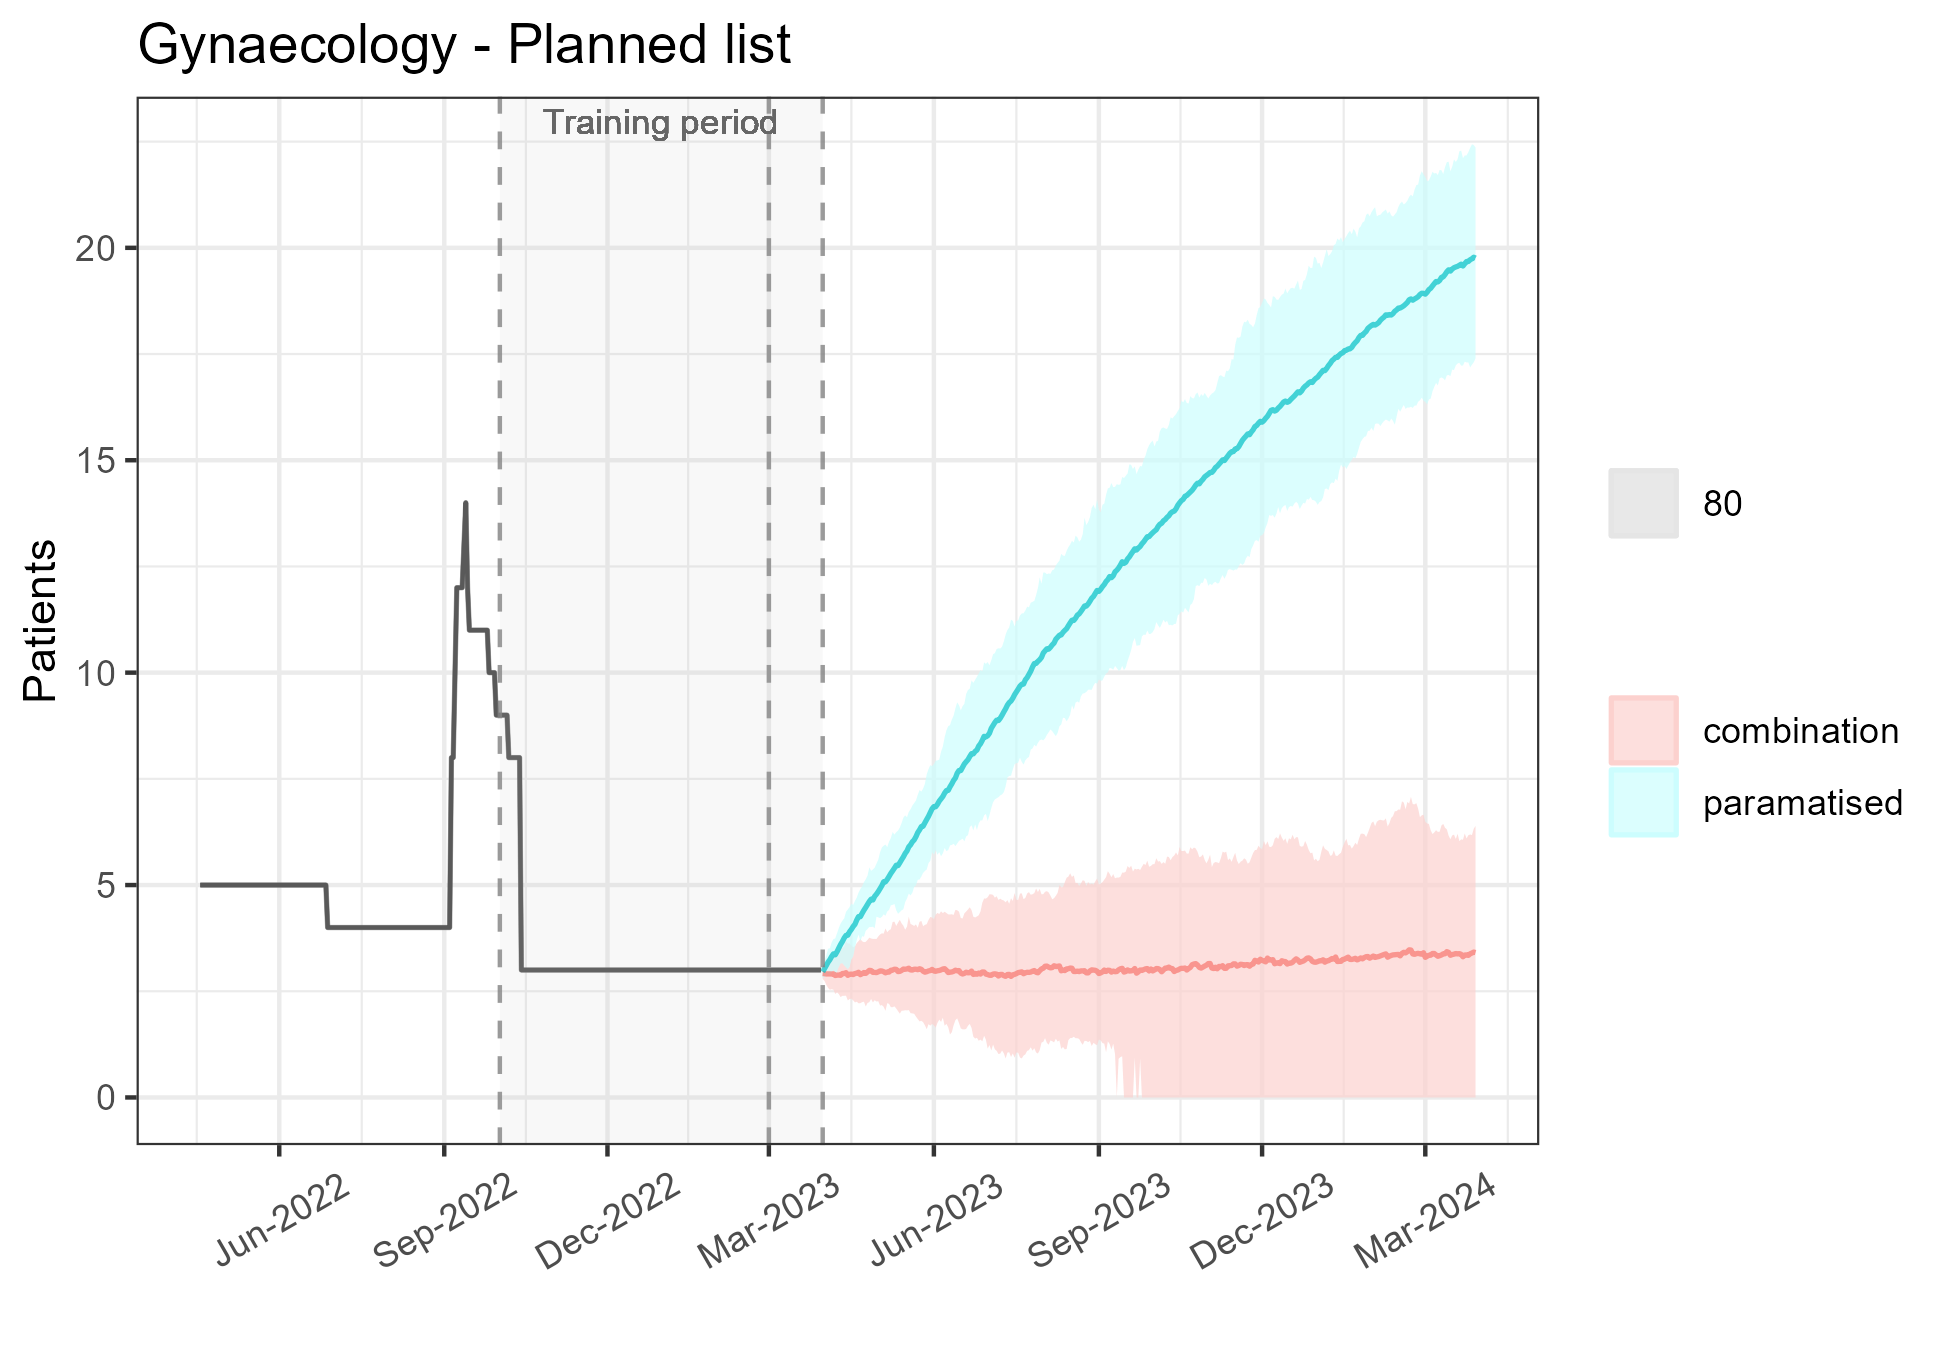 Gynaecology - Planned list
Training period
Patients
20
15
10
5
0
Jun-2022
Sep-2022
Dec-2022
Mar-2023
Jun-2023
Sep-2023
Dec-2023
Mar-2024
80
combination
paramatised